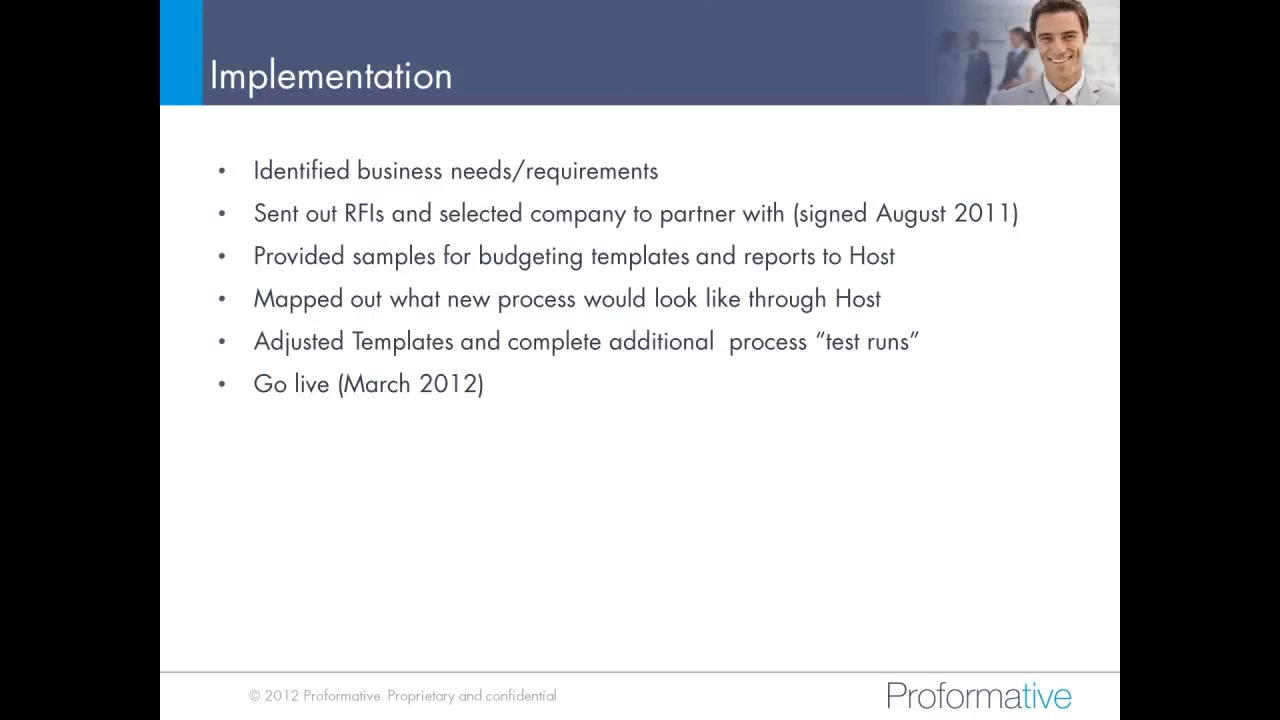 Implementation
• Identified business needs/requirements
• Sent out RFIs and selected company to partner with (signed August 2011)
• Provided samples for budgeting templates and reports to Host
• Mapped out what new process would look like through Host
• Adjusted Templates and complete additional  process “test runs”
• Go live (March 2012)
© 2012 Proformative. Proprietary and confidential
Proformative